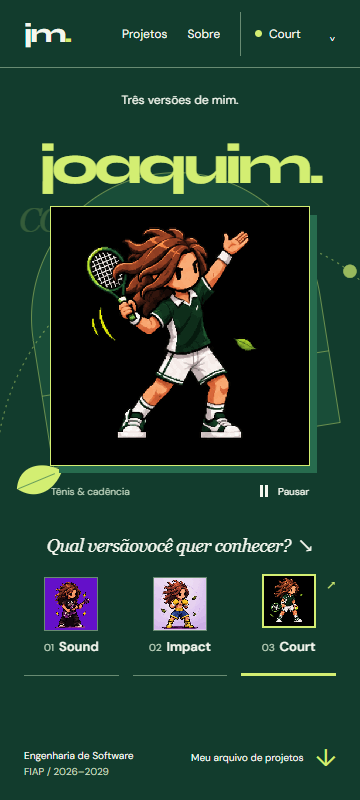 jm.
Projetos
Sobre
Court
Três versões de mim.
joaquim.
Tênis & cadência
Pausar
Qual versãovocê quer conhecer? ↘
01 Sound
02 Impact
03 Court
↗
Engenharia de Software
FIAP / 2026–2029
Meu arquivo de projetos ↓